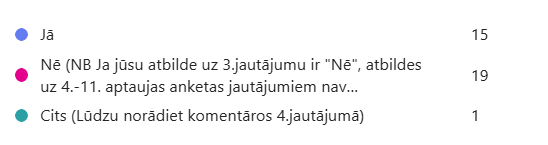 Jā 15
Nē (NB Ja jūsu atbilde uz 3.jautājumu ir "Nē", atbildes
uz 4.-11. aptaujas anketas jautājumiem nav... 19
Cits (Lūdzu norādiet komentāros 4.jautājumā) 1